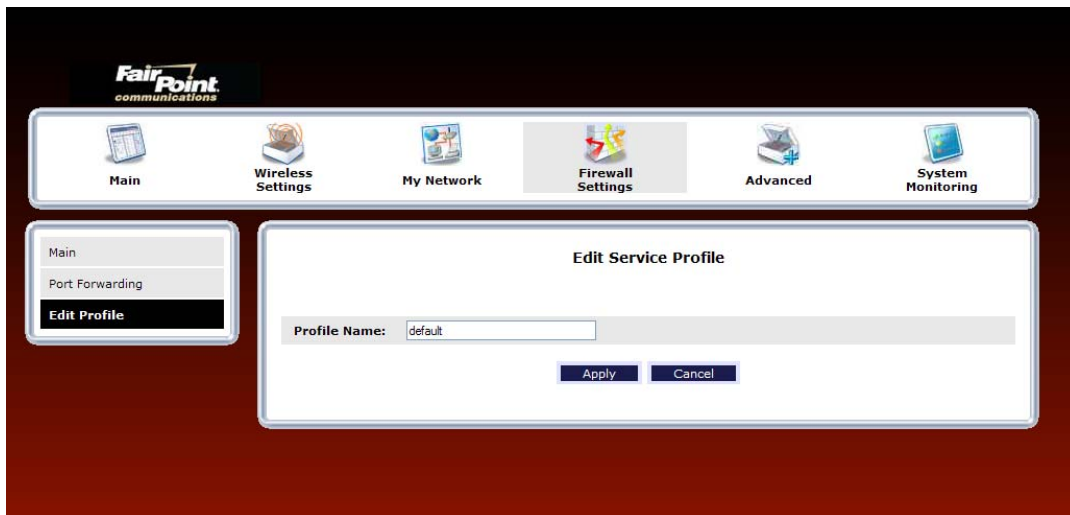 FairPoint.
communications
Main
Wireless
Settings
My Network
Firewall
Settings
Advanced
System
Monitoring
Main
Port Forwarding
Edit Profile
Edit Service Profile
Profile Name: default
Apply Cancel